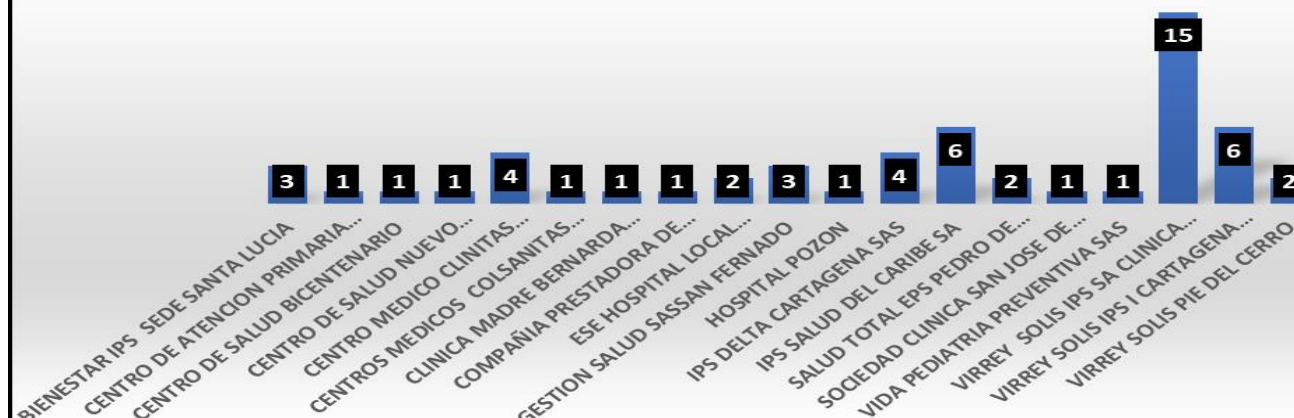 3
1
1
1
4
1
1
1
2
3
1
4
6
2
1
1
15
6
2
BIENESTAR IPS SEDE SANTA LUCIA
CENTRO DE ATENCION PRIMARIA...
CENTRO DE SALUD BICENTENARIO
CENTRO DE SALUD NUEVO...
CENTRO MEDICO CLINITAS...
CENTROS MEDICOS COLSANITAS...
CLINICA MADRE BERNARDA...
COMPAÑIA PRESTADORA DE...
ESE HOSPITAL LOCAL...
GESTION SALUD SASSAN FERNADO
HOSPITAL POZON
IPS DELTA CARTAGENA SAS
IPS SALUD DEL CARIBE SA
SALUD TOTAL EPS PEDRO DE...
SOCIEDAD CLINICA SAN JOSE DE...
VIDA PEDIATRIA PREVENTIVA SAS
VIRREY SOLIS IPS SA CLINICA...
VIRREY SOLIS IPS I CARTAGENA...
VIRREY SOLIS PIE DEL CERRO